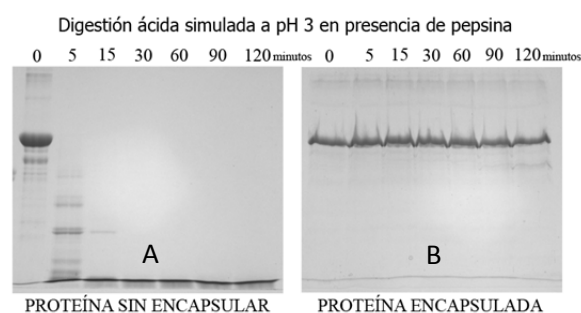 Digestión ácida simulada a pH 3 en presencia de pepsina
0 5 15 30 60 90 120 minutos
0 5 15 30 60 90 120 minutos
A
B
PROTEÍNA SIN ENCAPSULAR
PROTEÍNA ENCAPSULADA